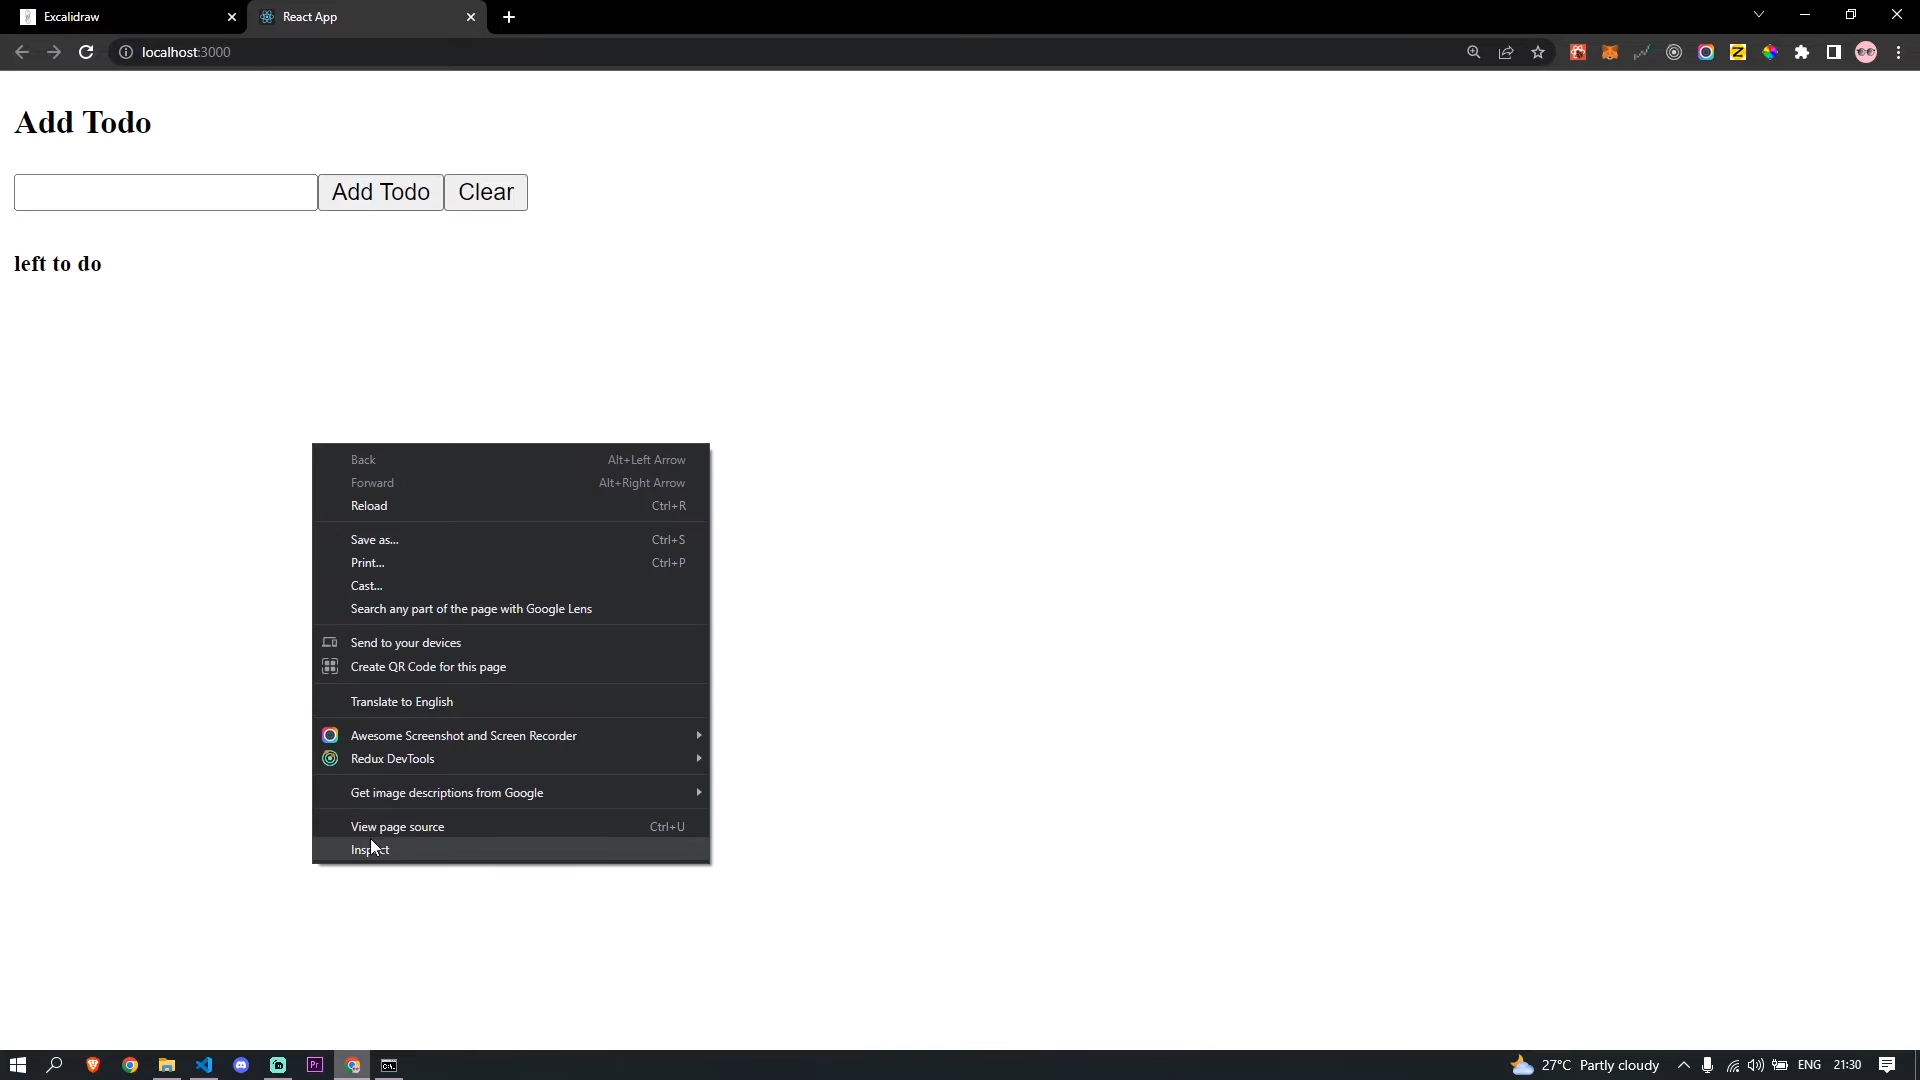 Excalidraw
React App
localhost:3000
Add Todo
Add Todo Clear
left to do
Back Alt+Left Arrow
Forward Alt+Right Arrow
Reload Ctrl+R
Save as... Ctrl+S
Print... Ctrl+P
Cast...
Search any part of the page with Google Lens
Send to your devices
Create QR Code for this page
Translate to English
Awesome Screenshot and Screen Recorder
Redux DevTools
Get image descriptions from Google
View page source Ctrl+U
Inspect
Pr
27°C Partly cloudy ENG 21:30